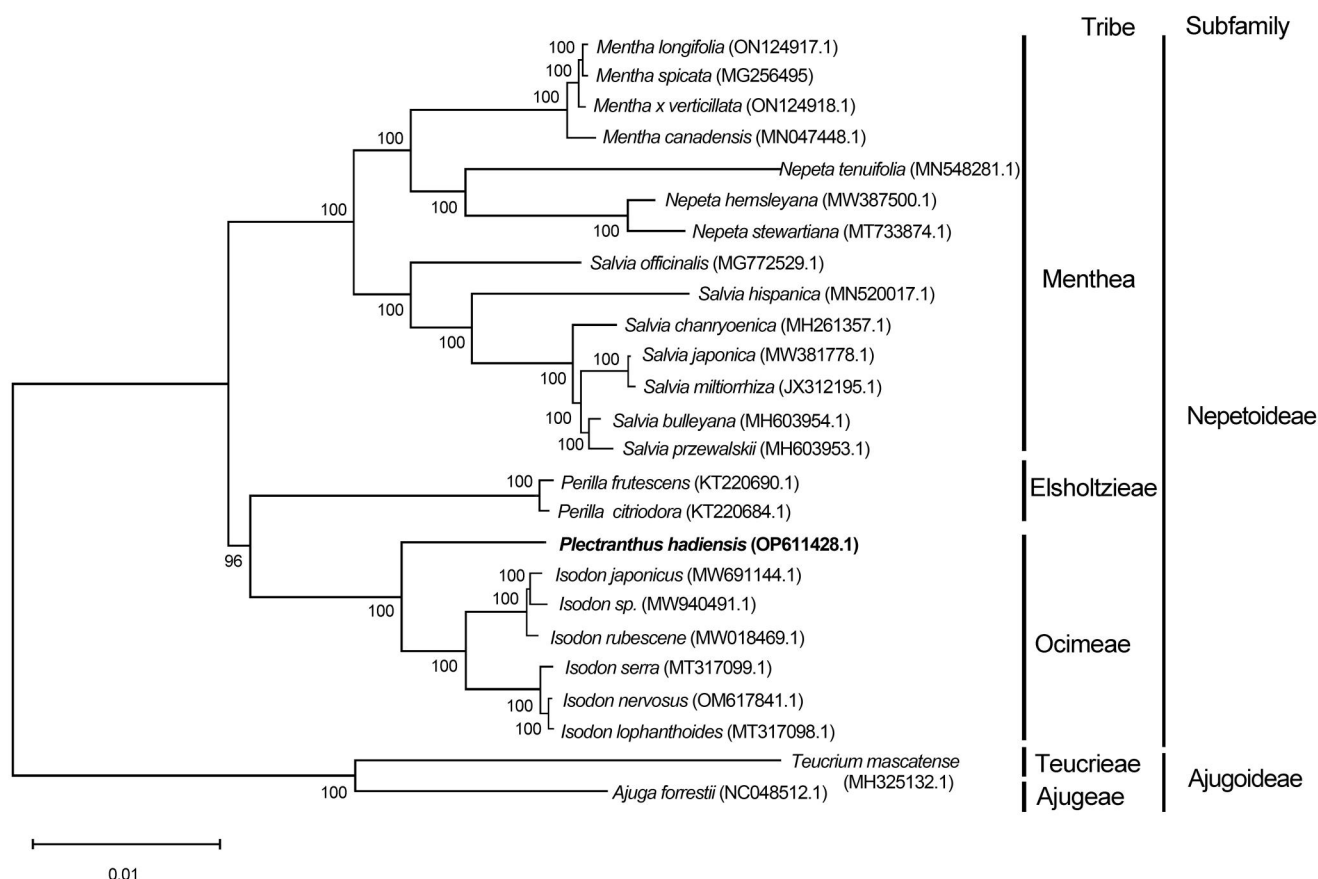 Tribe Subfamily
100 Mentha longifolia (ON124917.1)
100 Mentha spicata (MG256495)
100 Mentha x verticillata (ON124918.1)
100 Mentha canadensis (MN047448.1)
Nepeta tenuifolia (MN548281.1)
100 Nepeta hemsleyana (MW387500.1)
100 Nepeta stewartiana (MT733874.1)
100
Salvia officinalis (MG772529.1)
Menthea
Salvia hispanica (MN520017.1)
100
Salvia chanryoenica (MH261357.1)
100
100 Salvia japonica (MW381778.1)
100 Salvia miltiorrhiza (JX312195.1)
100 Salvia bulleyana (MH603954.1)
Nepetoideae
100 Salvia przewalskii (MH603953.1)
100 Perilla frutescens (KT220690.1)
Elsholtzieae
Perilla citriodora (KT220684.1)
Plectranthus hadiensis (OP611428.1)
96
100 Isodon japonicus (MW691144.1)
100 Isodon sp. (MW940491.1)
100
Isodon rubescene (MW018469.1)
Ocimeae
100 Isodon serra (MT317099.1)
100 Isodon nervosus (OM617841.1)
100 Isodon lophanthoides (MT317098.1)
Teucrium mascatense
(MH325132.1)
Teucrieae
Ajugoideae
100 Ajuga forrestii (NC048512.1)
Ajugeae
0.01